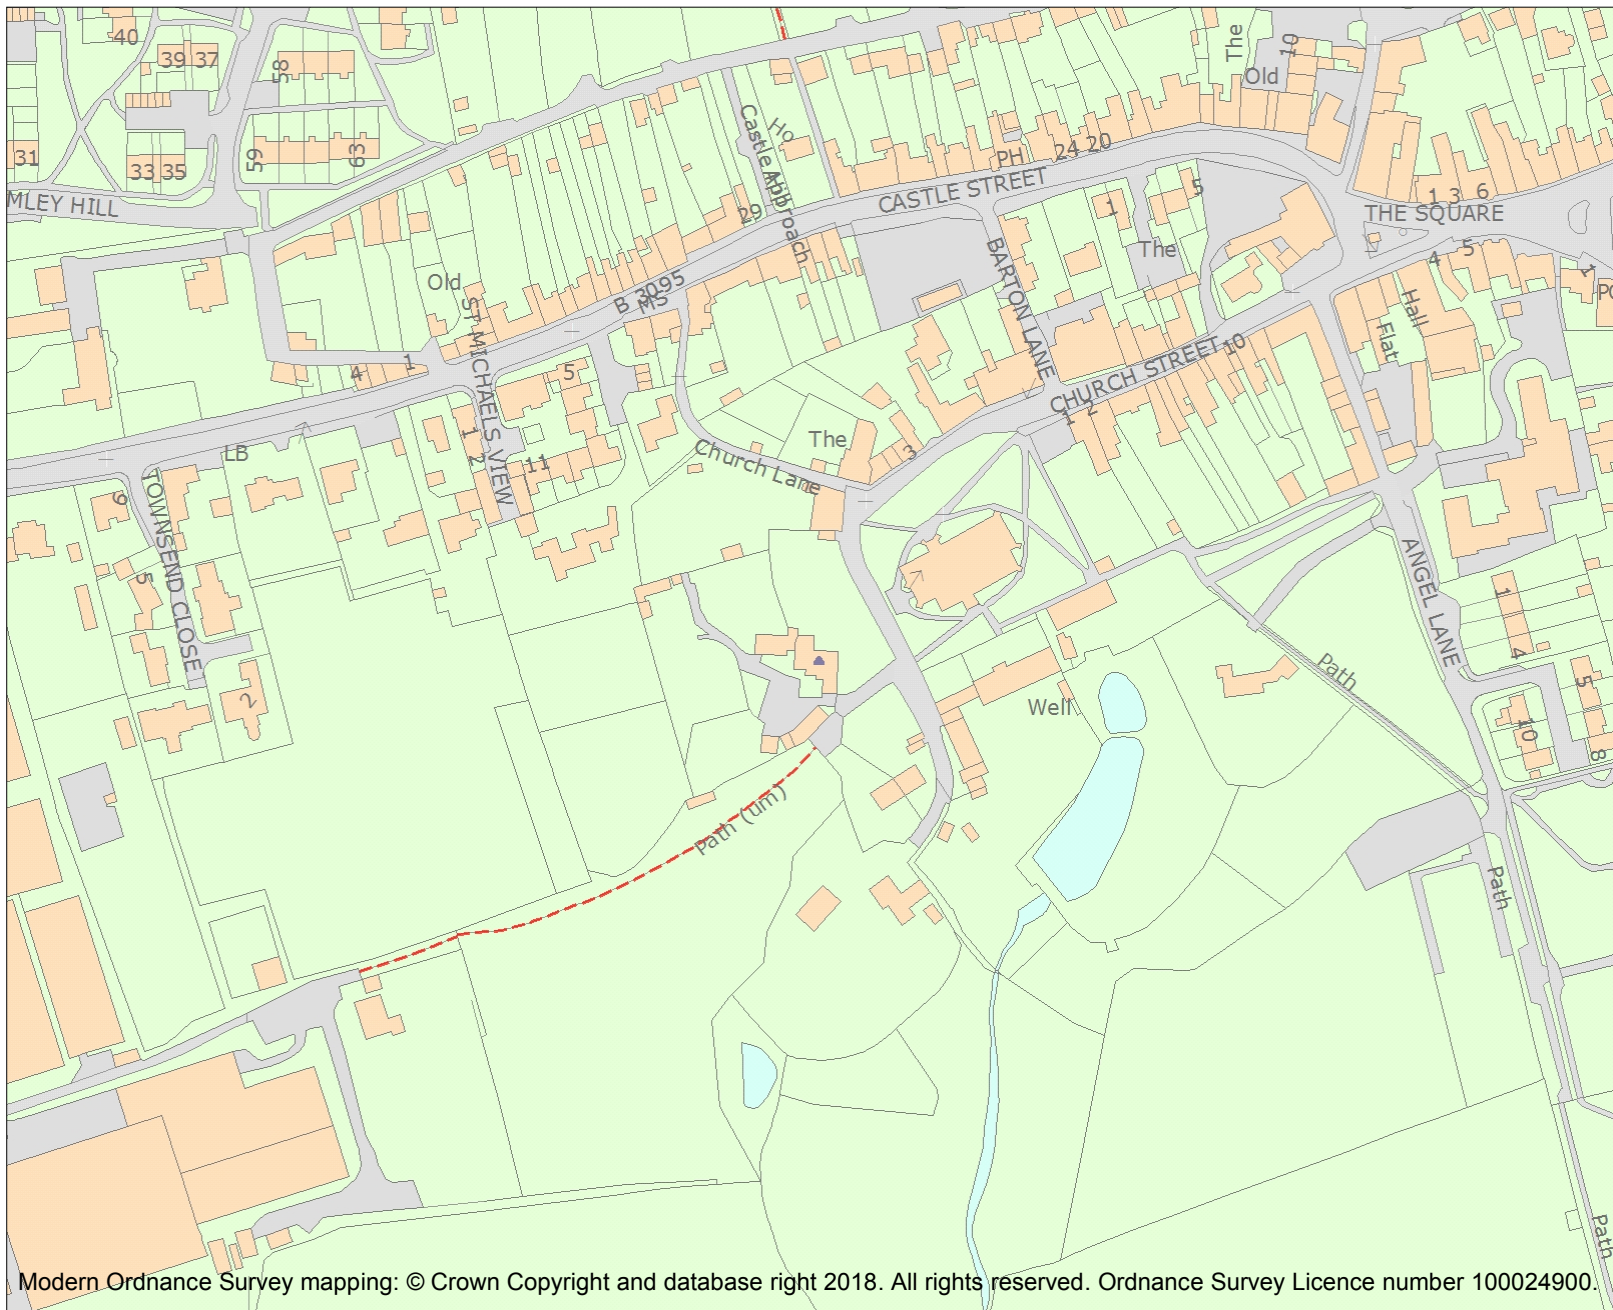 40
39 37
58
The
10
Old
Ho
31
33 35
59
63
PH
24 20
Castle Approach
CASTLE STREET
29
MLEY HILL
1
5
1 3 6
THE SQUARE
The
4 5
1
BARTON LANE
Old
B 3095
MS
ST MICHAELS VIEW
Hall
Flat
4 1
5
CHURCH STREET
10
1 2
1 2
LB
11
The
3
Church Lane
6
TOWNSEND CLOSE
5
2
ANGEL LANE
1
4
5
10
8
Path
Well
Path (um)
Path
Path
Modern Ordnance Survey mapping: © Crown Copyright and database right 2018. All rights reserved. Ordnance Survey Licence number 100024900.